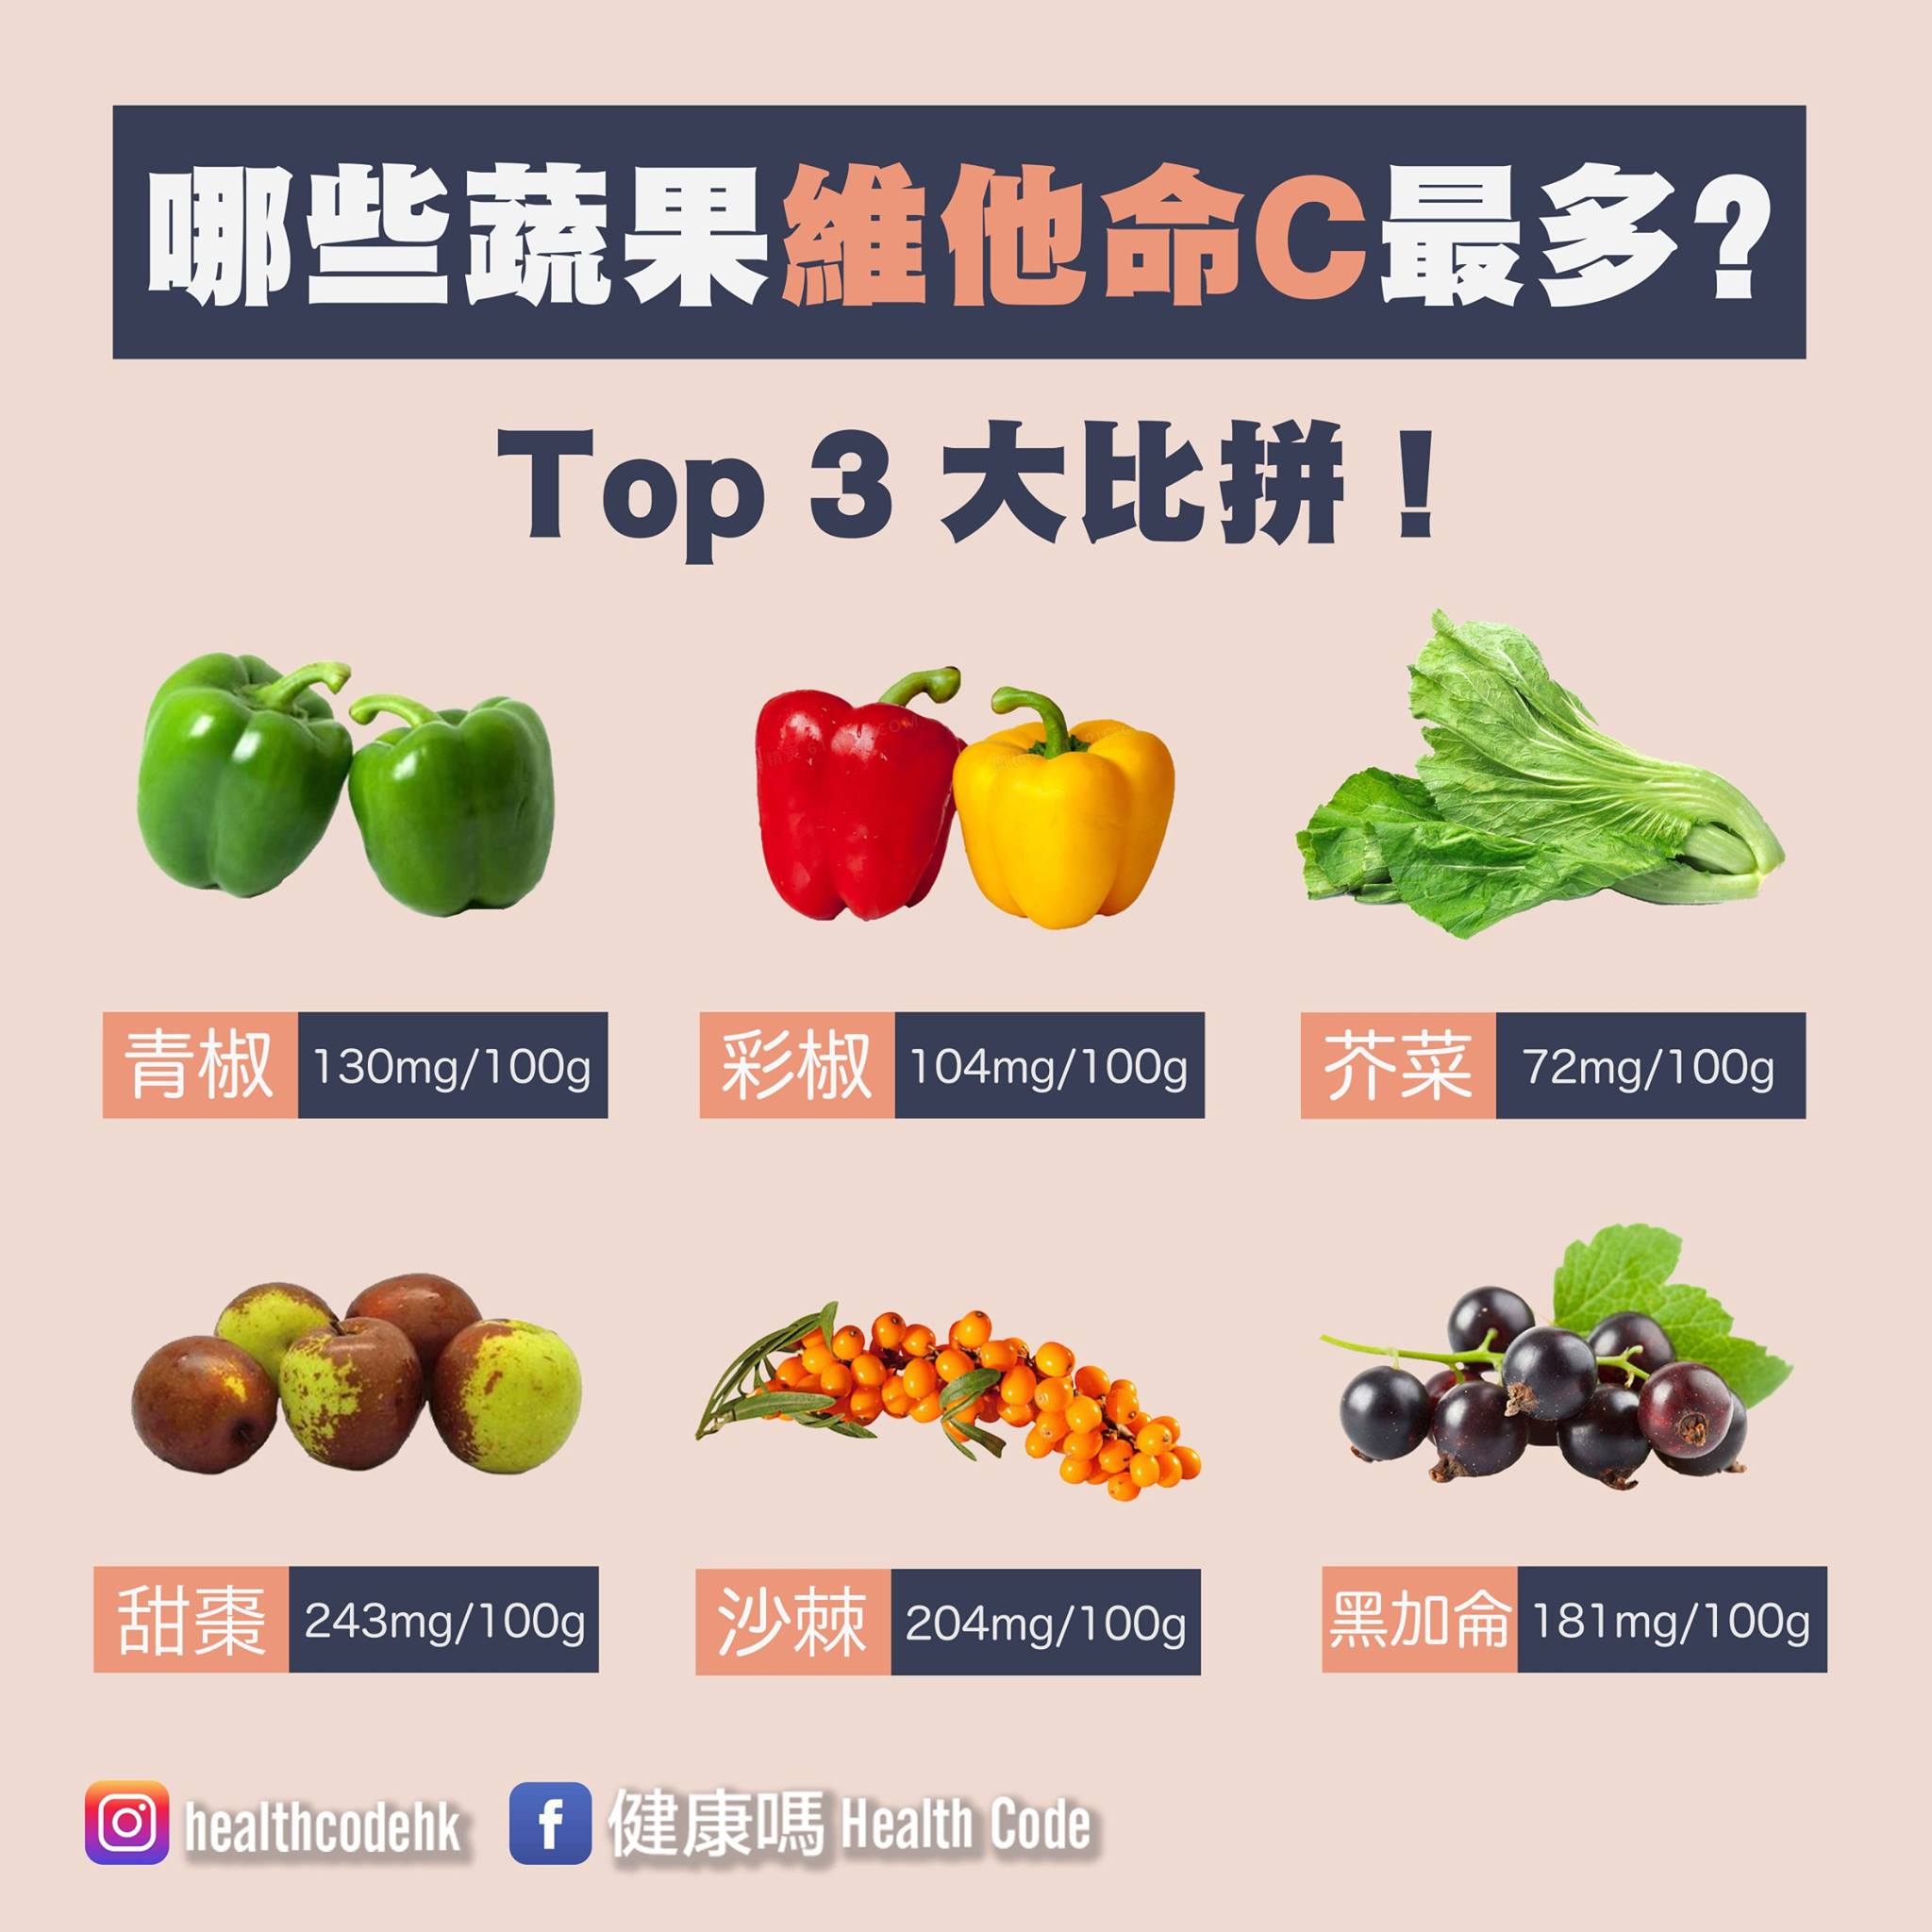 哪些蔬果維他命C最多?
Top 3 大比拼！
青椒 130mg/100g
彩椒 104mg/100g
芥菜 72mg/100g
甜棗 243mg/100g
沙棘 204mg/100g
黑加侖 181mg/100g
healthcodehk
健康嗎 Health Code